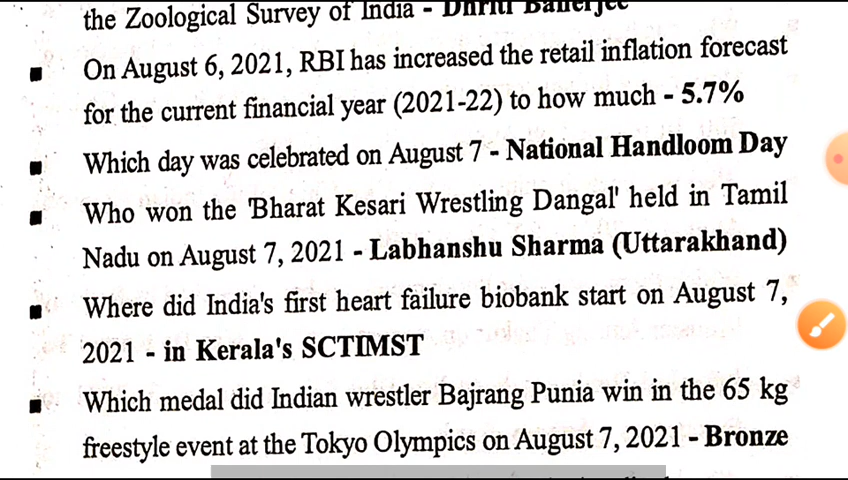 the Zoological Survey of India - Dhriti Banerjee
■ On August 6, 2021, RBI has increased the retail inflation forecast
for the current financial year (2021-22) to how much - 5.7%
■ Which day was celebrated on August 7 - National Handloom Day
■ Who won the 'Bharat Kesari Wrestling Dangal' held in Tamil
Nadu on August 7, 2021 - Labhanshu Sharma (Uttarakhand)
■ Where did India's first heart failure biobank start on August 7,
2021 - in Kerala's SCTIMST
■ Which medal did Indian wrestler Bajrang Punia win in the 65 kg
freestyle event at the Tokyo Olympics on August 7, 2021 - Bronze